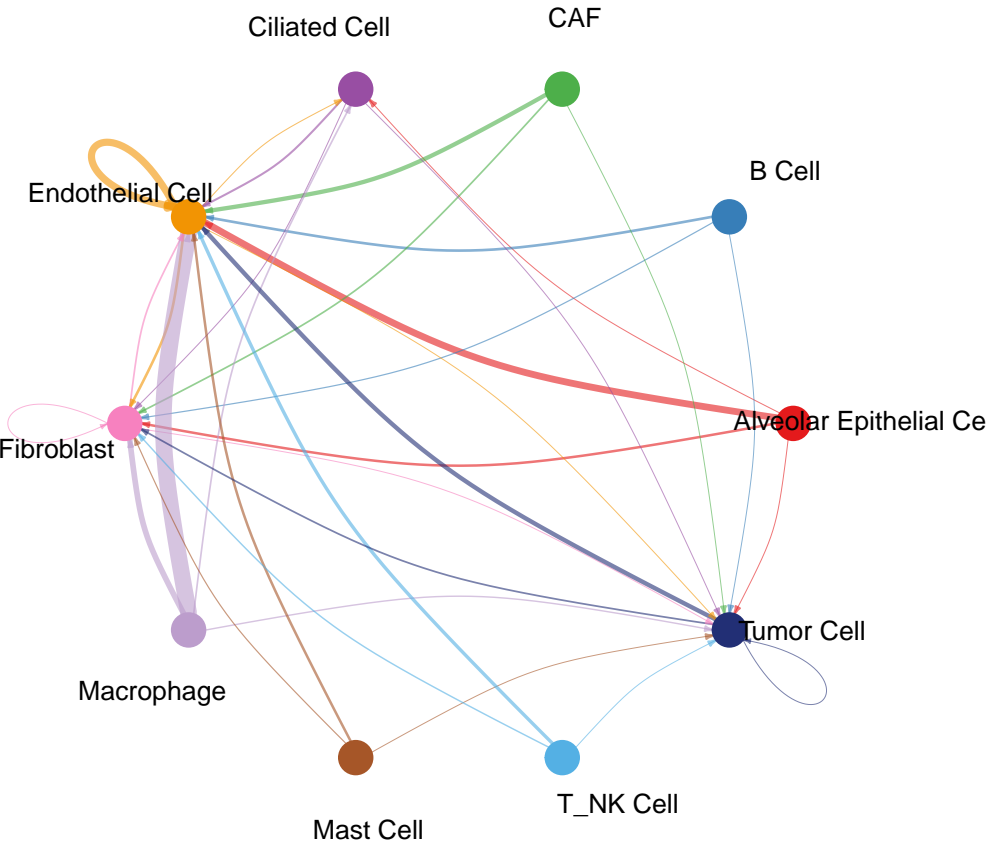 CAF
Ciliated Cell
B Cell
Endothelial Cell
Alveolar Epithelial Ce
Fibroblast
Tumor Cell
Macrophage
T_NK Cell
Mast Cell